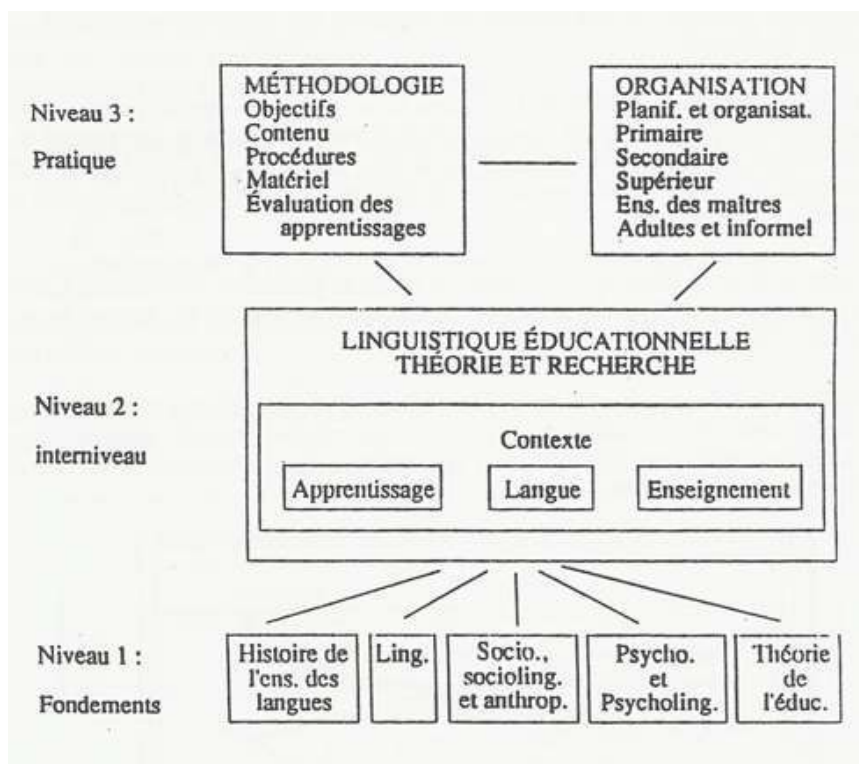 Niveau 3 :
Pratique
MÉTHODOLOGIE
Objectifs
Contenu
Procédures
Matériel
Évaluation des
apprentissages
ORGANISATION
Planif. et organisat.
Primaire
Secondaire
Supérieur
Ens. des maîtres
Adultes et informel
Niveau 2 :
interniveau
LINGUISTIQUE ÉDUCATIONNELLE
THÉORIE ET RECHERCHE
Contexte
Apprentissage
Langue
Enseignement
Niveau 1 :
Fondements
Histoire de
l'ens. des
langues
Ling.
Socio.,
socioling.
et anthrop.
Psycho.
et
Psycholing.
Théorie
de
l'éduc.